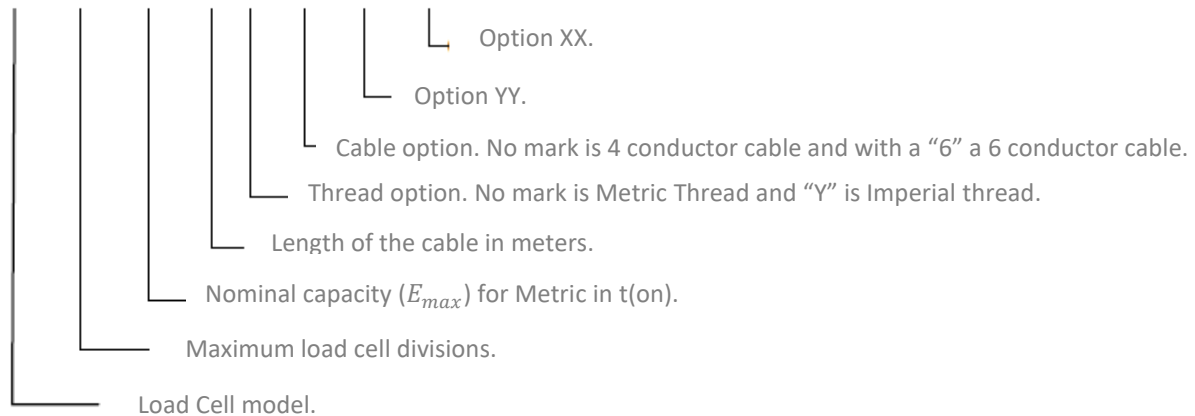 Option XX.
Option YY.
Cable option. No mark is 4 conductor cable and with a “6” a 6 conductor cable.
Thread option. No mark is Metric Thread and “Y” is Imperial thread.
Length of the cable in meters.
Nominal capacity (E_{max}) for Metric in t(on).
Maximum load cell divisions.
Load Cell model.